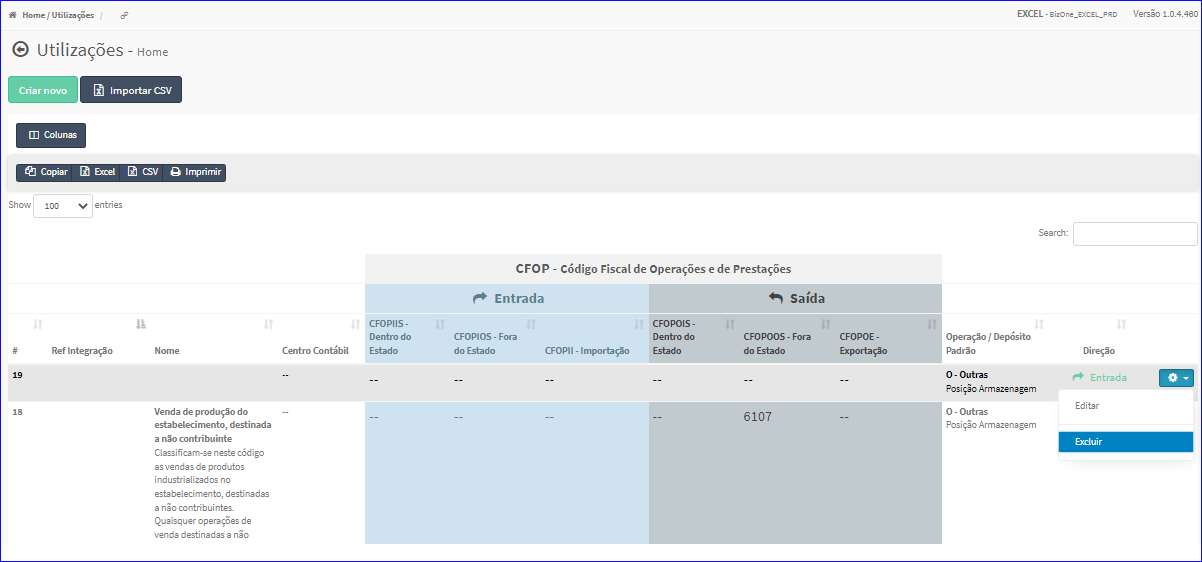 Home / Utilizações /
EXCEL - BizOne_EXCEL_PRD Versão 1.0.4.460
Utilizações - Home
Criar novo Importar CSV
Colunas
Copiar Excel CSV Imprimir
Show 100 entries
Search:
CFOP - Código Fiscal de Operações e de Prestações
Entrada Saída
# Ref Integração Nome Centro Contábil CFOPIIS - Dentro do Estado CFOPIOS - Fora do Estado CFOPII - Importação CFOPOIS - Dentro do Estado CFOPOOS - Fora do Estado CFOPOE - Exportação Operação / Depósito Padrão Direção
19 -- -- -- -- -- -- -- O - Outras Entrada
Posição Armazenagem
Editar
Excluir
18 Venda de produção do -- -- -- -- -- 6107 -- O - Outras
estabelecimento, destinada Posição Armazenagem
a não contribuinte
Classificam-se neste código
as vendas de produtos
industrializados no
estabelecimento, destinadas
a não contribuintes.
Quaisquer operações de
venda destinadas a não